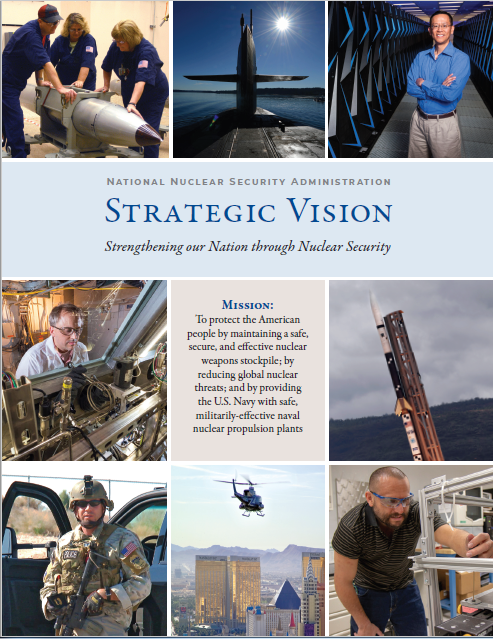 National Nuclear Security Administration
Strategic Vision
Strengthening our Nation through Nuclear Security
Mission:
To protect the American
people by maintaining a safe,
secure, and effective nuclear
weapons stockpile; by
reducing global nuclear
threats; and by providing
the U.S. Navy with safe,
militarily-effective naval
nuclear propulsion plants
POLICE